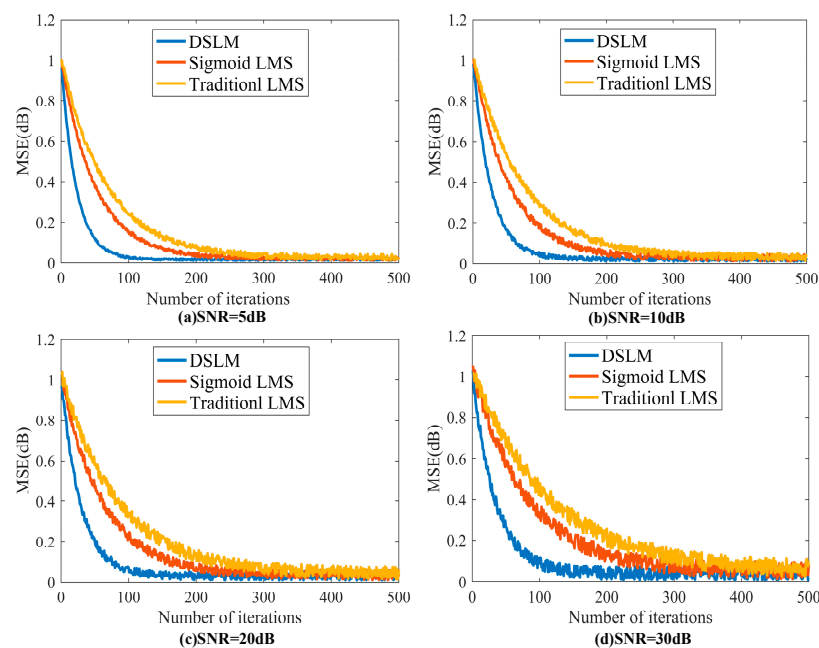 1.2
1
0.8
0.6
0.4
0.2
0
MSE(dB)
DSLM
Sigmoid LMS
Traditionl LMS
0 100 200 300 400 500
Number of iterations
(a)SNR=5dB
1.2
1
0.8
0.6
0.4
0.2
0
MSE(dB)
DSLM
Sigmoid LMS
Traditionl LMS
0 100 200 300 400 500
Number of iterations
(b)SNR=10dB
1.2
1
0.8
0.6
0.4
0.2
0
MSE(dB)
DSLM
Sigmoid LMS
Traditionl LMS
0 100 200 300 400 500
Number of iterations
(c)SNR=20dB
1.2
1
0.8
0.6
0.4
0.2
0
MSE(dB)
DSLM
Sigmoid LMS
Traditionl LMS
0 100 200 300 400 500
Number of iterations
(d)SNR=30dB